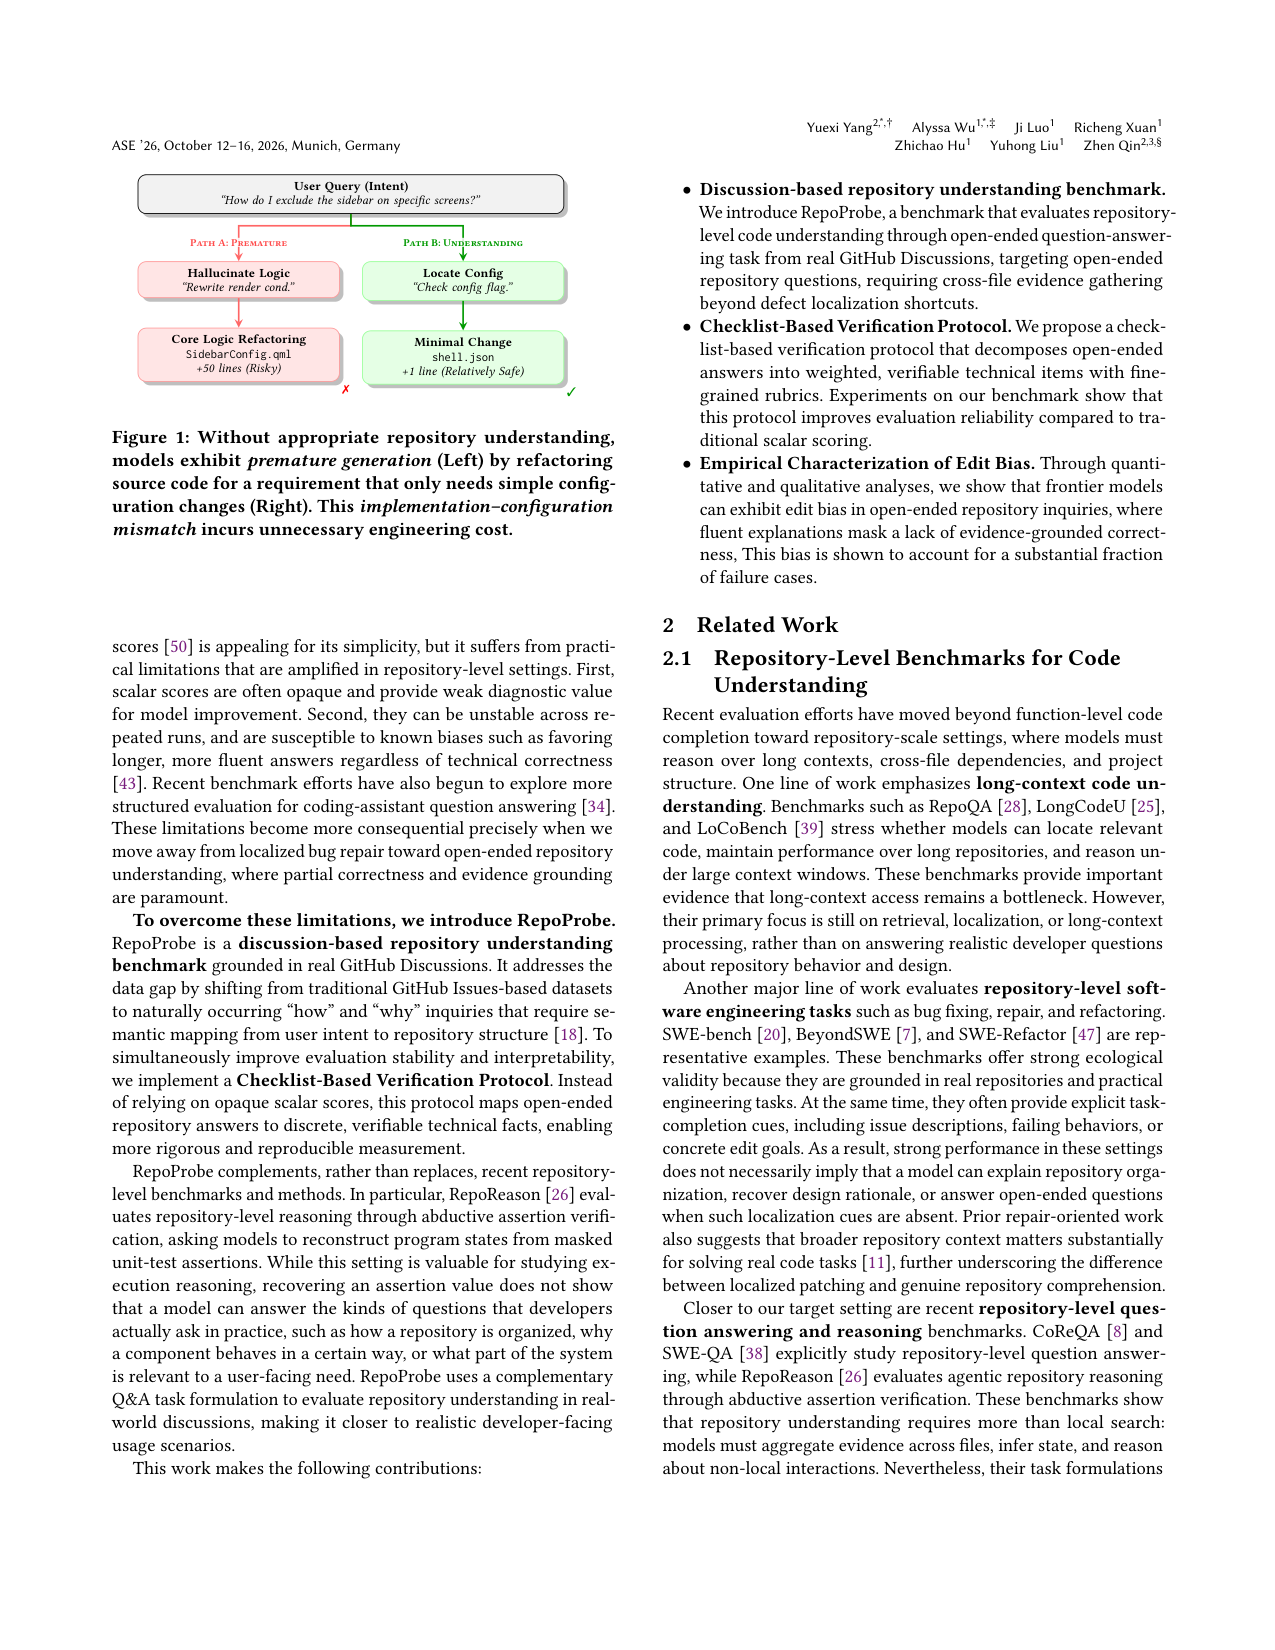 ASE ’26, October 12–16, 2026, Munich, Germany
Yuexi Yang2,*,† Alyssa Wu1,*,‡ Ji Luo1 Richeng Xuan1
Zhichao Hu1 Yuhong Liu1 Zhen Qin2,3,§
User Query (Intent)
“How do I exclude the sidebar on specific screens?”
Path A: Premature
Path B: Understanding
Hallucinate Logic
“Rewrite render cond.”
Locate Config
“Check config flag.”
Core Logic Refactoring
SidebarConfig.qml
+50 lines (Risky)
✗
Minimal Change
shell.json
+1 line (Relatively Safe)
✓
Figure 1: Without appropriate repository understanding,
models exhibit premature generation (Left) by refactoring
source code for a requirement that only needs simple config-
uration changes (Right). This implementation–configuration
mismatch incurs unnecessary engineering cost.
scores [50] is appealing for its simplicity, but it suffers from practi-
cal limitations that are amplified in repository-level settings. First,
scalar scores are often opaque and provide weak diagnostic value
for model improvement. Second, they can be unstable across re-
peated runs, and are susceptible to known biases such as favoring
longer, more fluent answers regardless of technical correctness
[43]. Recent benchmark efforts have also begun to explore more
structured evaluation for coding-assistant question answering [34].
These limitations become more consequential precisely when we
move away from localized bug repair toward open-ended repository
understanding, where partial correctness and evidence grounding
are paramount.
To overcome these limitations, we introduce RepoProbe.
RepoProbe is a discussion-based repository understanding
benchmark grounded in real GitHub Discussions. It addresses the
data gap by shifting from traditional GitHub Issues-based datasets
to naturally occurring “how” and “why” inquiries that require se-
mantic mapping from user intent to repository structure [18]. To
simultaneously improve evaluation stability and interpretability,
we implement a Checklist-Based Verification Protocol. Instead
of relying on opaque scalar scores, this protocol maps open-ended
repository answers to discrete, verifiable technical facts, enabling
more rigorous and reproducible measurement.
RepoProbe complements, rather than replaces, recent repository-
level benchmarks and methods. In particular, RepoReason [26] eval-
uates repository-level reasoning through abductive assertion verifi-
cation, asking models to reconstruct program states from masked
unit-test assertions. While this setting is valuable for studying ex-
ecution reasoning, recovering an assertion value does not show
that a model can answer the kinds of questions that developers
actually ask in practice, such as how a repository is organized, why
a component behaves in a certain way, or what part of the system
is relevant to a user-facing need. RepoProbe uses a complementary
Q&A task formulation to evaluate repository understanding in real-
world discussions, making it closer to realistic developer-facing
usage scenarios.
This work makes the following contributions:
• Discussion-based repository understanding benchmark.
We introduce RepoProbe, a benchmark that evaluates repository-
level code understanding through open-ended question-answer-
ing task from real GitHub Discussions, targeting open-ended
repository questions, requiring cross-file evidence gathering
beyond defect localization shortcuts.
• Checklist-Based Verification Protocol. We propose a check-
list-based verification protocol that decomposes open-ended
answers into weighted, verifiable technical items with fine-
grained rubrics. Experiments on our benchmark show that
this protocol improves evaluation reliability compared to tra-
ditional scalar scoring.
• Empirical Characterization of Edit Bias. Through quanti-
tative and qualitative analyses, we show that frontier models
can exhibit edit bias in open-ended repository inquiries, where
fluent explanations mask a lack of evidence-grounded correct-
ness, This bias is shown to account for a substantial fraction
of failure cases.
2 Related Work
2.1 Repository-Level Benchmarks for Code
Understanding
Recent evaluation efforts have moved beyond function-level code
completion toward repository-scale settings, where models must
reason over long contexts, cross-file dependencies, and project
structure. One line of work emphasizes long-context code un-
derstanding. Benchmarks such as RepoQA [28], LongCodeU [25],
and LoCoBench [39] stress whether models can locate relevant
code, maintain performance over long repositories, and reason un-
der large context windows. These benchmarks provide important
evidence that long-context access remains a bottleneck. However,
their primary focus is still on retrieval, localization, or long-context
processing, rather than on answering realistic developer questions
about repository behavior and design.
Another major line of work evaluates repository-level soft-
ware engineering tasks such as bug fixing, repair, and refactoring.
SWE-bench [20], BeyondSWE [7], and SWE-Refactor [47] are rep-
resentative examples. These benchmarks offer strong ecological
validity because they are grounded in real repositories and practical
engineering tasks. At the same time, they often provide explicit task-
completion cues, including issue descriptions, failing behaviors, or
concrete edit goals. As a result, strong performance in these settings
does not necessarily imply that a model can explain repository orga-
nization, recover design rationale, or answer open-ended questions
when such localization cues are absent. Prior repair-oriented work
also suggests that broader repository context matters substantially
for solving real code tasks [11], further underscoring the difference
between localized patching and genuine repository comprehension.
Closer to our target setting are recent repository-level ques-
tion answering and reasoning benchmarks. CoReQA [8] and
SWE-QA [38] explicitly study repository-level question answer-
ing, while RepoReason [26] evaluates agentic repository reasoning
through abductive assertion verification. These benchmarks show
that repository understanding requires more than local search:
models must aggregate evidence across files, infer state, and reason
about non-local interactions. Nevertheless, their task formulations